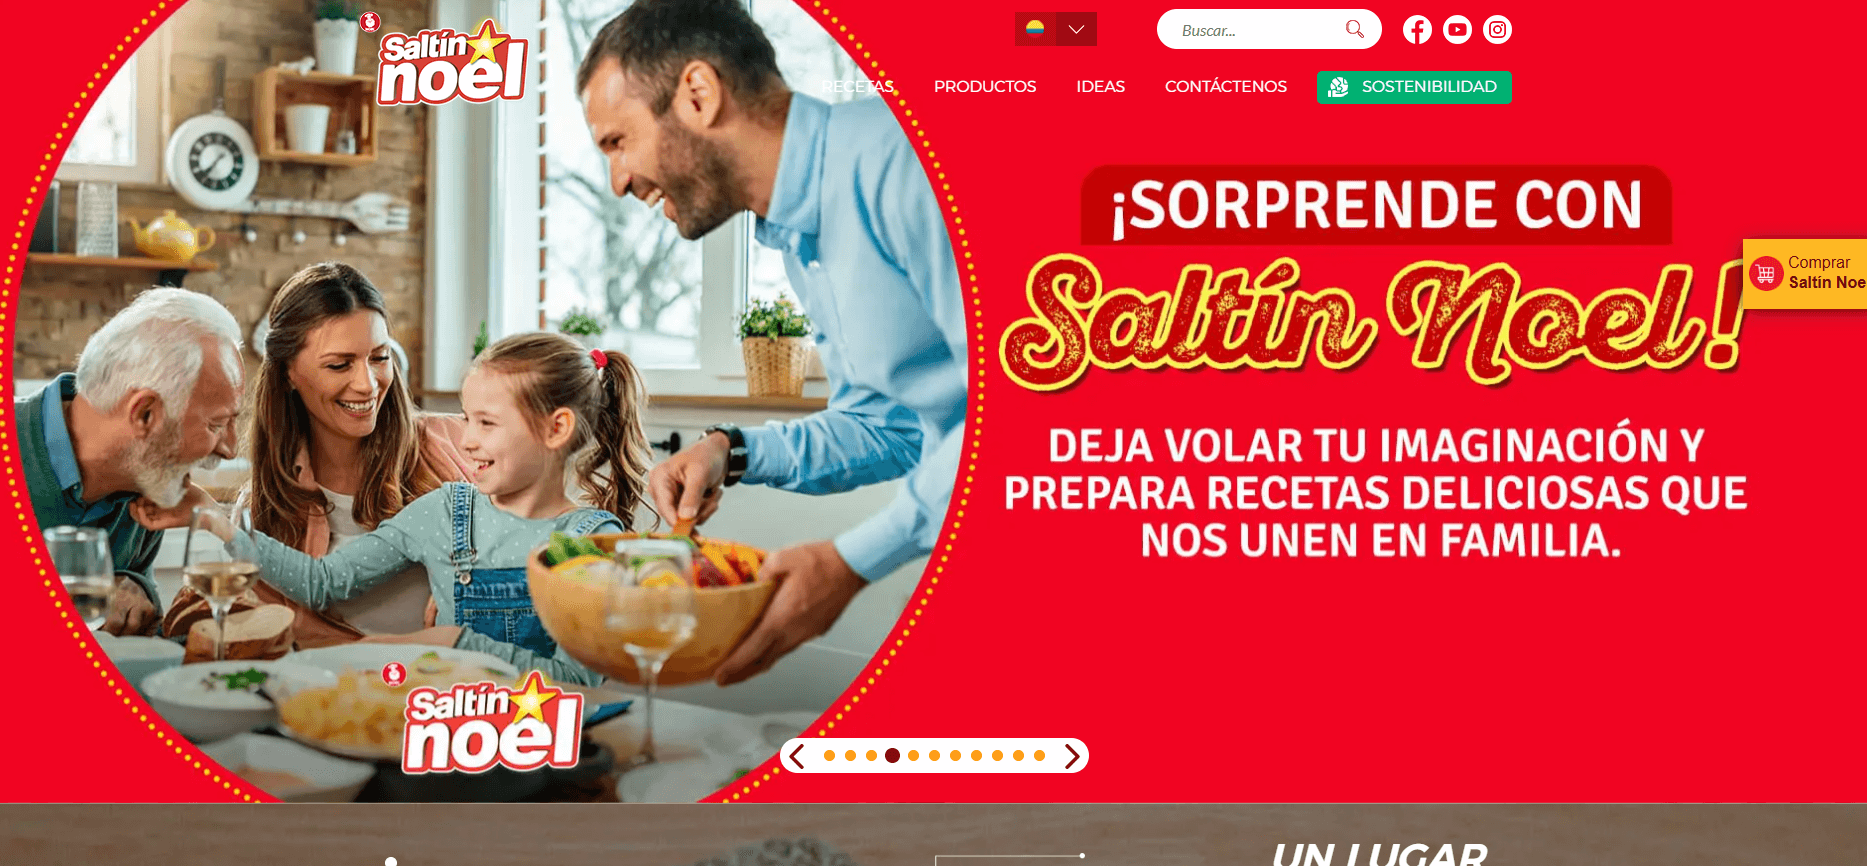 Saltín
noel
Buscar...
RECETAS
PRODUCTOS
IDEAS
CONTÁCTENOS
SOSTENIBILIDAD
¡SORPRENDE CON
Saltín Noel!
DEJA VOLAR TU IMAGINACIÓN Y
PREPARA RECETAS DELICIOSAS QUE
NOS UNEN EN FAMILIA.
Comprar
Saltín Noe
Saltín
noel
UN LUGAR